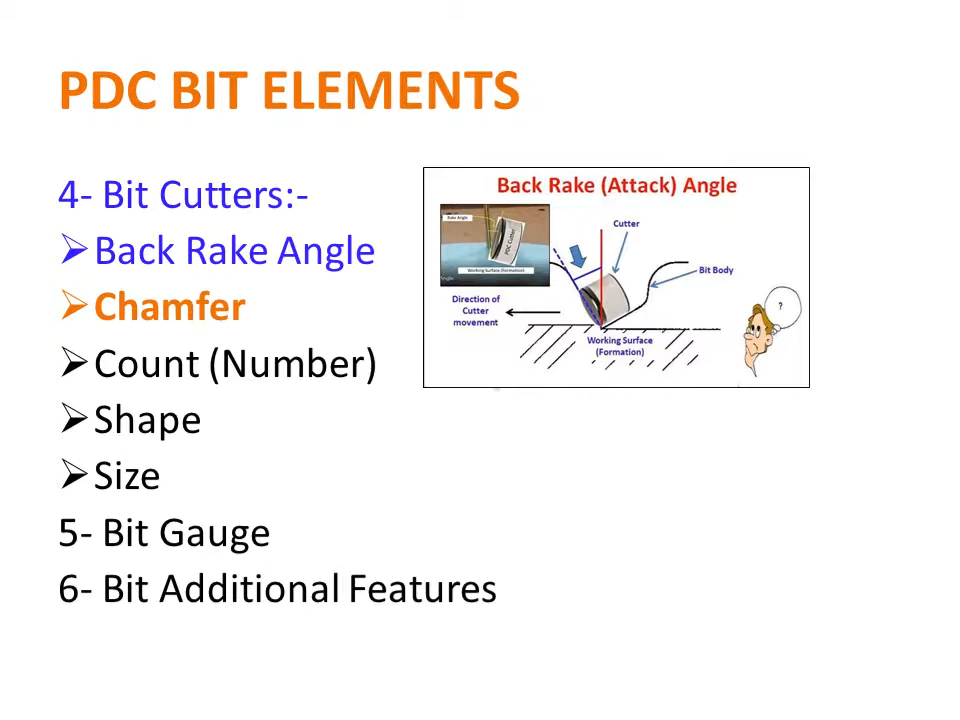 PDC BIT ELEMENTS
4- Bit Cutters:-
➢Back Rake Angle
➢Chamfer
➢Count (Number)
➢Shape
➢Size
5- Bit Gauge
6- Bit Additional Features
Back Rake (Attack) Angle
Rake Angle
PDC Cutter
Working Surface (Formation)
Cutter
Bit Body
Direction of
Cutter
movement
Working Surface
(Formation)
?